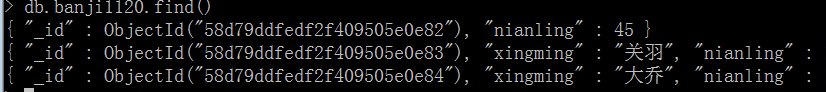 > db.banji1120.find()
{ "_id" : ObjectId("58d79ddfedf2f409505e0e82"), "nianling" : 45 }
{ "_id" : ObjectId("58d79ddfedf2f409505e0e83"), "xingming" : "关羽", "nianling" :
{ "_id" : ObjectId("58d79ddfedf2f409505e0e84"), "xingming" : "大乔", "nianling" :